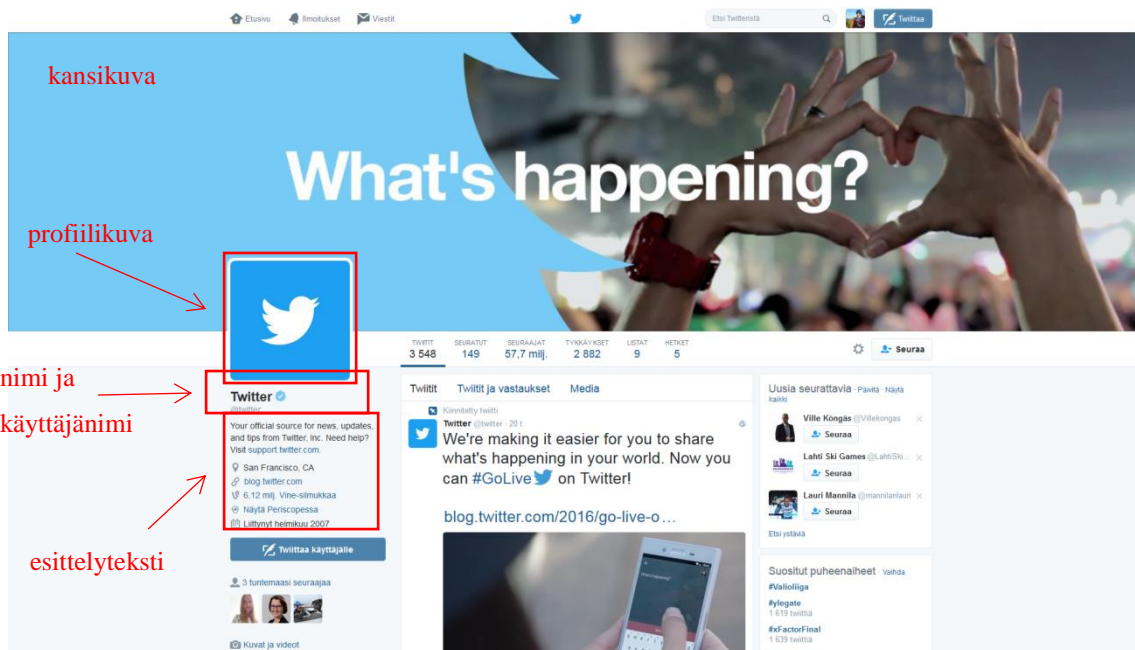 Etusivu Ilmoitukset Viestit
Etsi Twitteristä
Twiittaa
kansikuva
What's happening?
profiilikuva
TWIITIT SEURATUT SEURAAJAT TYKKÄYKSET LISTAT HETKET
3 548 149 57,7 milj. 2 882 9 5
Seuraa
nimi ja
käyttäjänimi
Twitter
@twitter
Your official source for news, updates,
and tips from Twitter, Inc. Need help?
Visit support.twitter.com.
San Francisco, CA
blog.twitter.com
6,12 milj. Vine-silmukkaa
Näytä Periscopessa
Liittynyt helmikuu 2007
esittelyteksti
Twiittaa käyttäjälle
3 tuntemaasi seuraajaa
Kuvat ja videot
Twiitit Twiitit ja vastaukset Media
Kiinnitetty twiitti
Twitter @twitter · 20 t
We're making it easier for you to share
what's happening in your world. Now you
can #GoLive on Twitter!
blog.twitter.com/2016/go-live-o…
Uusia seurattavia · Päivitä · Näytä
kaikki
Ville Köngäs @Villekongas
Seuraa
Lahti Ski Games @LahtiSki...
Seuraa
Lauri Mannila @mannilanlauri
Seuraa
Etsi ystäviä
Suositut puheenaiheet · Vaihda
#Valioliiga
#ylegate
1 619 twiittiä
#xFactorFinal
1 639 twiittiä